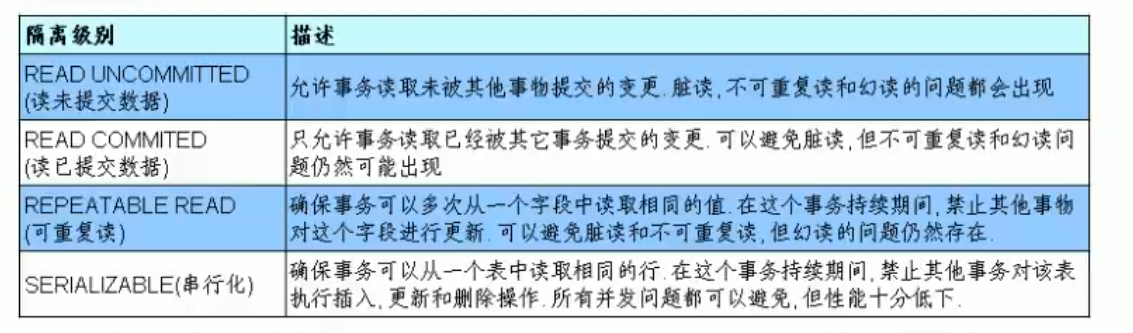 隔离级别 描述
READ UNCOMMITTED
(读未提交数据)
允许事务读取未被其他事物提交的变更.脏读,不可重复读和幻读的问题都会出现
READ COMMITED
(读已提交数据)
只允许事务读取已经被其它事务提交的变更.可以避免脏读,但不可重复读和幻读问
题仍然可能出现
REPEATABLE READ
(可重复读)
确保事务可以多次从一个字段中读取相同的值.在这个事务持续期间,禁止其他事物
对这个字段进行更新.可以避免脏读和不可重复读,但幻读的问题仍然存在.
SERIALIZABLE(串行化)
确保事务可以从一个表中读取相同的行.在这个事务持续期间,禁止其他事务对该表
执行插入,更新和删除操作.所有并发问题都可以避免,但性能十分低下.